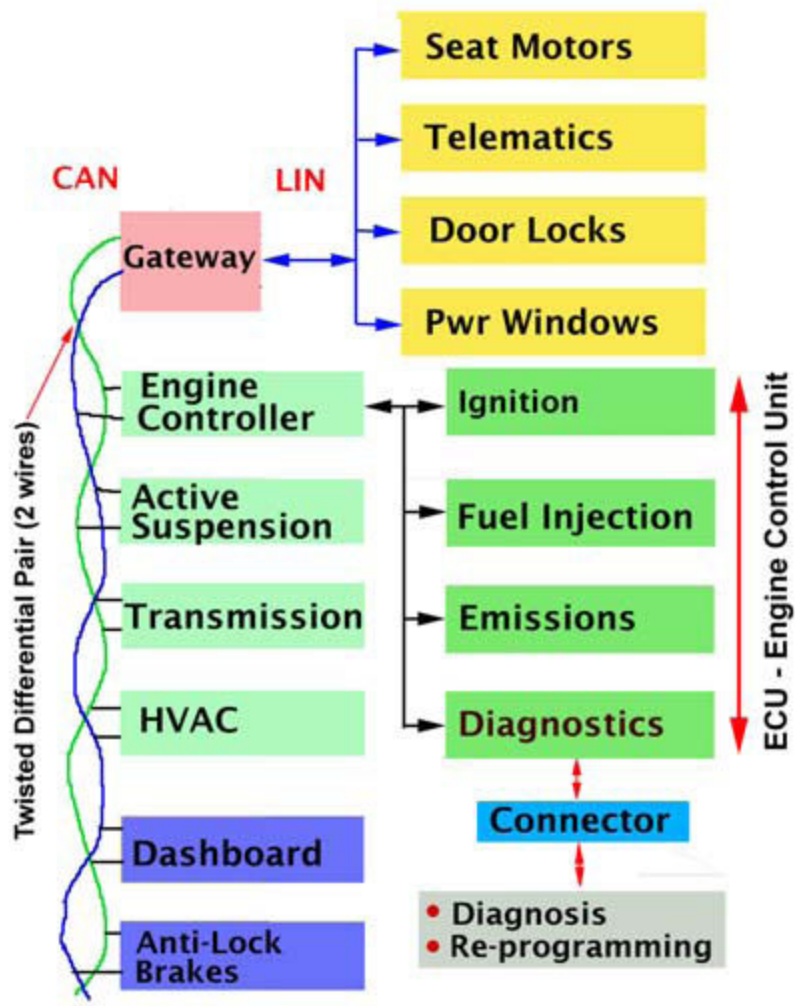 Seat Motors
Telematics
Door Locks
Pwr Windows
CAN
LIN
Gateway
Twisted Differential Pair (2 wires)
Engine
Controller
Active
Suspension
Transmission
HVAC
Dashboard
Anti-Lock
Brakes
Ignition
Fuel Injection
Emissions
Diagnostics
ECU - Engine Control Unit
Connector
• Diagnosis
• Re-programming